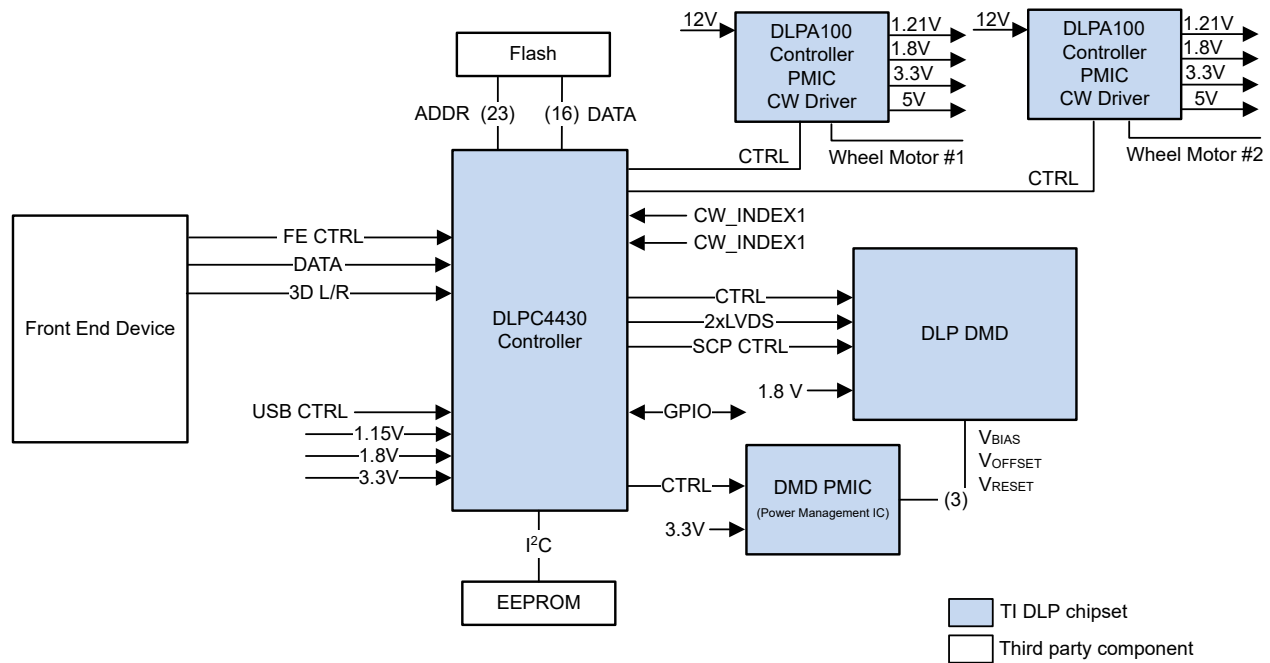 12V
DLPA100
Controller
PMIC
CW Driver
1.21V
1.8V
3.3V
5V
12V
DLPA100
Controller
PMIC
CW Driver
1.21V
1.8V
3.3V
5V
Flash
ADDR (23) (16) DATA
CTRL
Wheel Motor #1
CTRL
Wheel Motor #2
Front End Device
FE CTRL
DATA
3D L/R
DLPC4430
Controller
CW_INDEX1
CW_INDEX1
CTRL
2xLVDS
SCP CTRL
1.8 V
DLP DMD
USB CTRL
1.15V
1.8V
3.3V
GPIO
VBIAS
VOFFSET
VRESET
(3)
CTRL
3.3V
DMD PMIC
(Power Management IC)
I²C
EEPROM
TI DLP chipset
Third party component